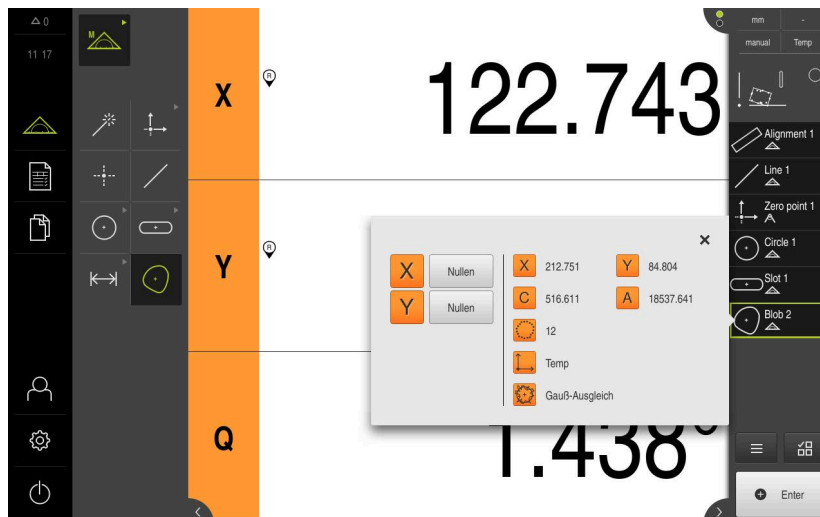 0
11 17
M
X
R
122.743
mm
-
manual
Temp
Alignment 1
Line 1
Zero point 1
Circle 1
Slot 1
Blob 2
Y
R
X
Nullen
Y
Nullen
X
212.751
Y
84.804
C
516.611
A
18537.641
12
Temp
Gauß-Ausgleich
Q
1.438°
Enter